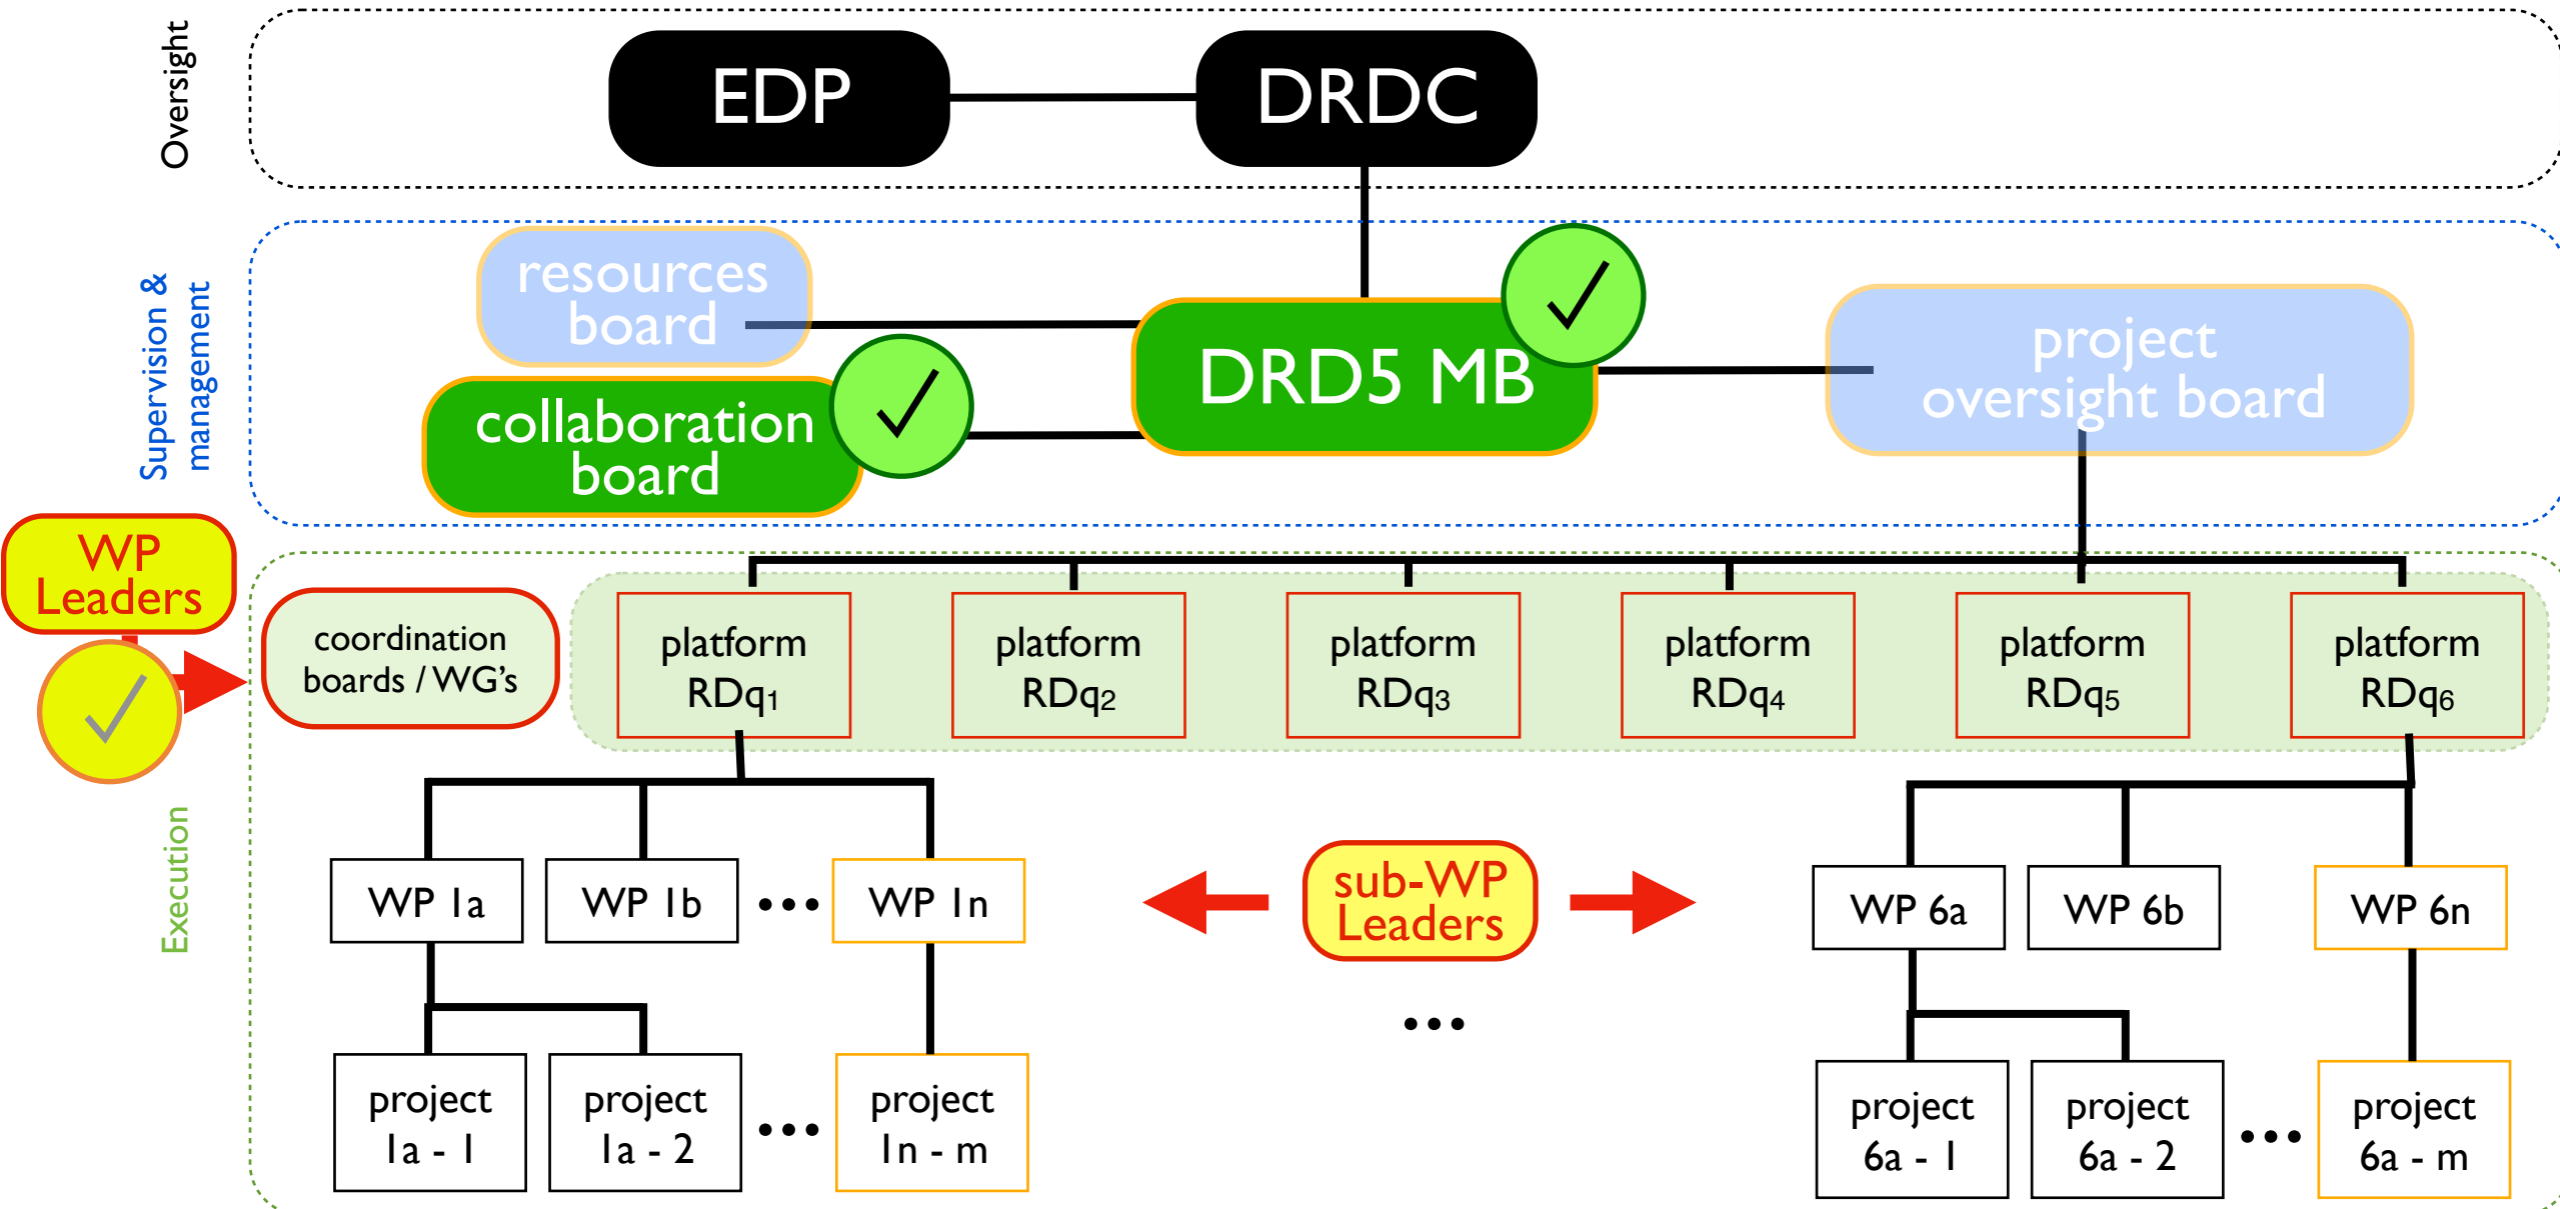 Oversight
EDP
DRDC
Supervision &
management
resources
board
collaboration
board
DRD5 MB
project
oversight board
WP
Leaders
coordination
boards / WG's
platform
RDq1
platform
RDq2
platform
RDq3
platform
RDq4
platform
RDq5
platform
RDq6
Execution
WP 1a
WP 1b
...
WP 1n
sub-WP
Leaders
WP 6a
WP 6b
WP 6n
...
project
1a - 1
project
1a - 2
...
project
1n - m
project
6a - 1
project
6a - 2
...
project
6a - m